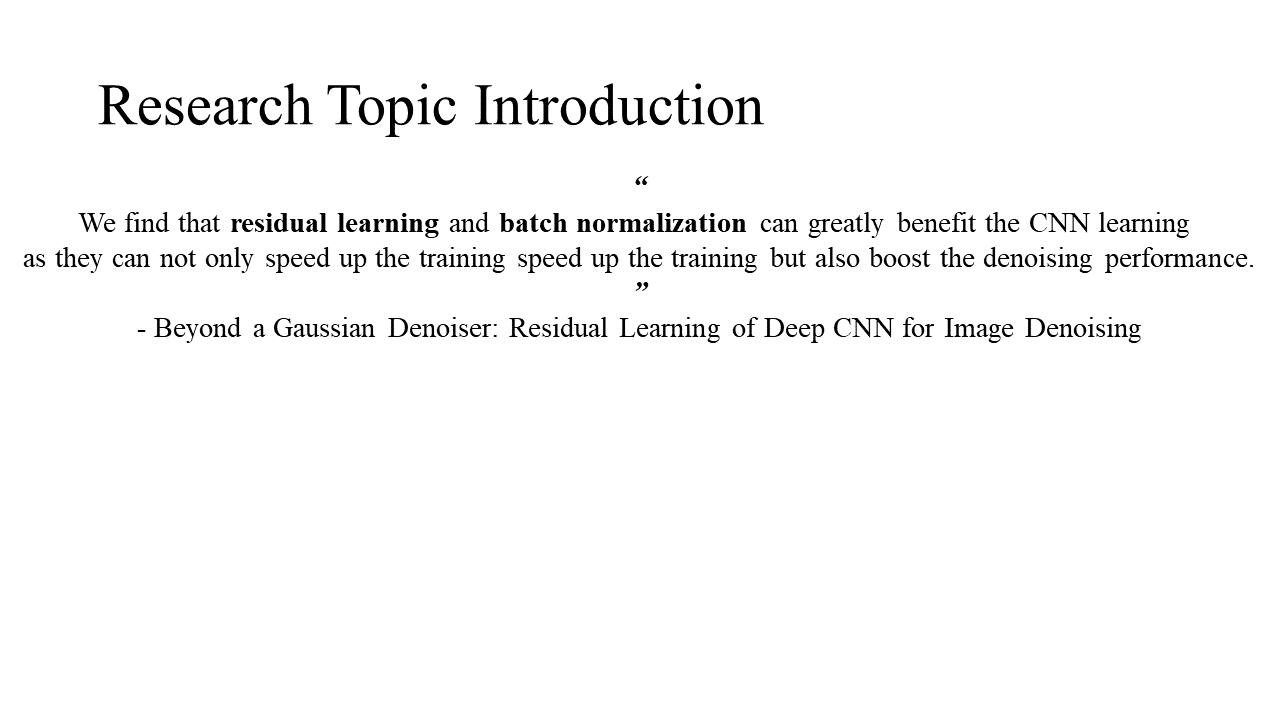 Research Topic Introduction
“
We find that residual learning and batch normalization can greatly benefit the CNN learning
as they can not only speed up the training speed up the training but also boost the denoising performance.
”
- Beyond a Gaussian Denoiser: Residual Learning of Deep CNN for Image Denoising